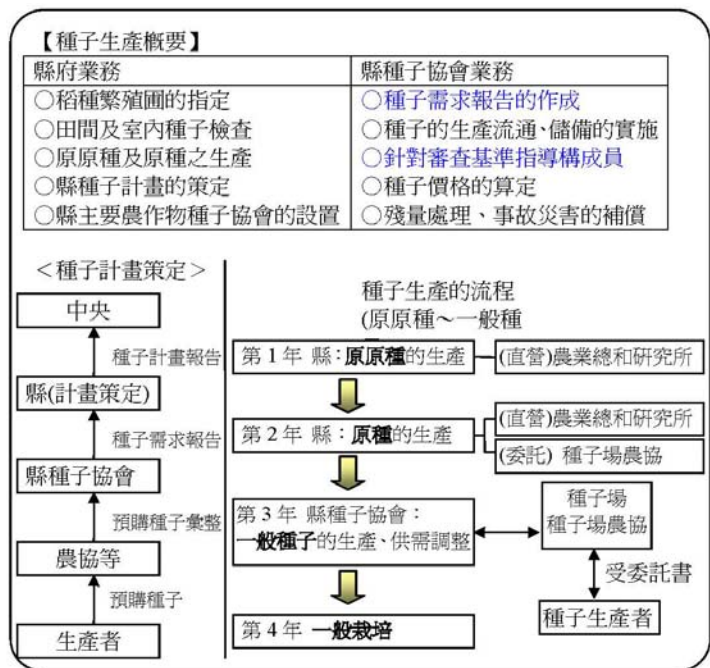 【種子生產概要】
縣府業務
縣種子協會業務
○稻種繁殖圃的指定
○種子需求報告的作成
○田間及室內種子檢查
○種子的生產流通、儲備的實施
○原原種及原種之生產
○針對審查基準指導構成員
○縣種子計畫的策定
○種子價格的算定
○縣主要農作物種子協會的設置
○殘量處理、事故災害的補償
＜種子計畫策定＞
中央
種子計畫報告
縣(計畫策定)
種子需求報告
縣種子協會
預購種子彙整
農協等
預購種子
生產者
種子生產的流程
(原原種～一般種
第1年 縣：原原種的生產
(直營)農業總和研究所
第2年 縣：原種的生產
(直營)農業總和研究所
(委託) 種子場農協
第3年 縣種子協會：
一般種子的生產、供需調整
種子場
種子場農協
受委託書
種子生產者
第4年 一般栽培